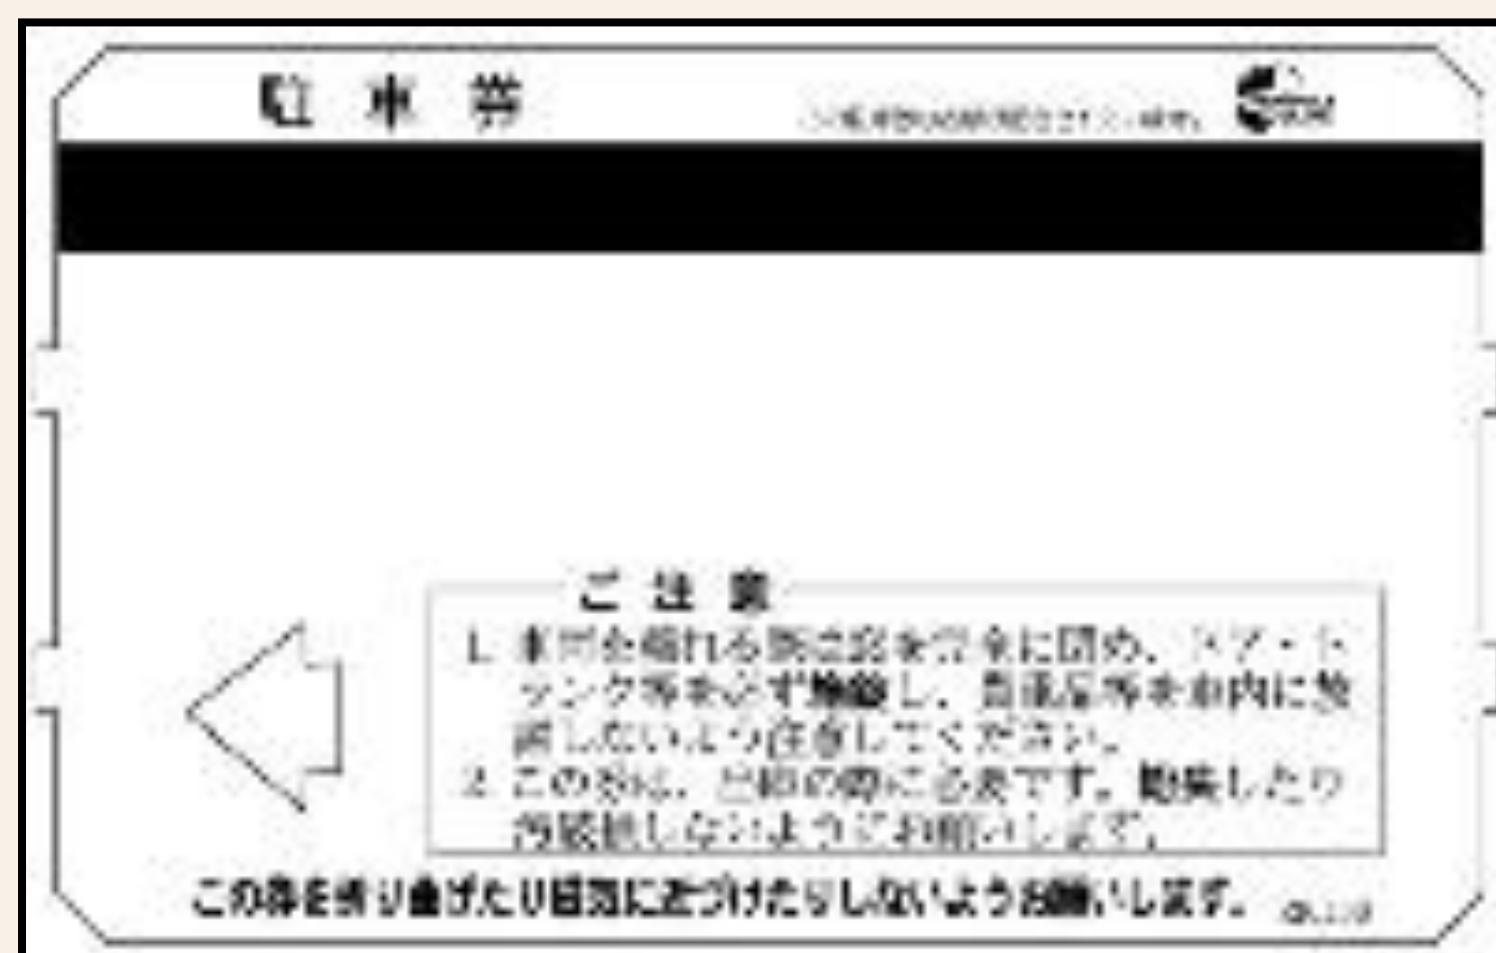 駐車券
ご注意
1. 車両を離れる際は窓を完全に閉め、ドア・ト
ランク等を必ず施錠し、貴重品等を車内に放
置しないよう注意してください。
2. この券は、出庫の際に必要です。紛失したり
汚破損しないようにお願いします。
この券を折り曲げたり磁気に近づけたりしないようお願いします。